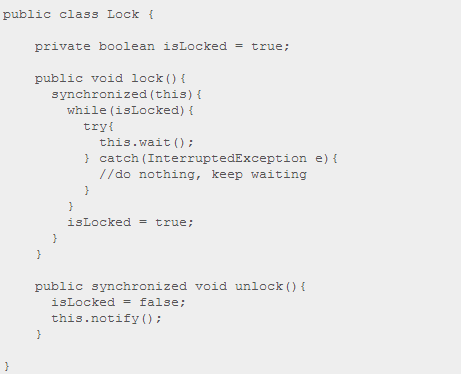 public class Lock {
private boolean isLocked = true;
public void lock(){
synchronized(this){
while(isLocked){
try{
this.wait();
} catch(InterruptedException e){
//do nothing, keep waiting
}
}
isLocked = true;
}
}
public synchronized void unlock(){
isLocked = false;
this.notify();
}
}